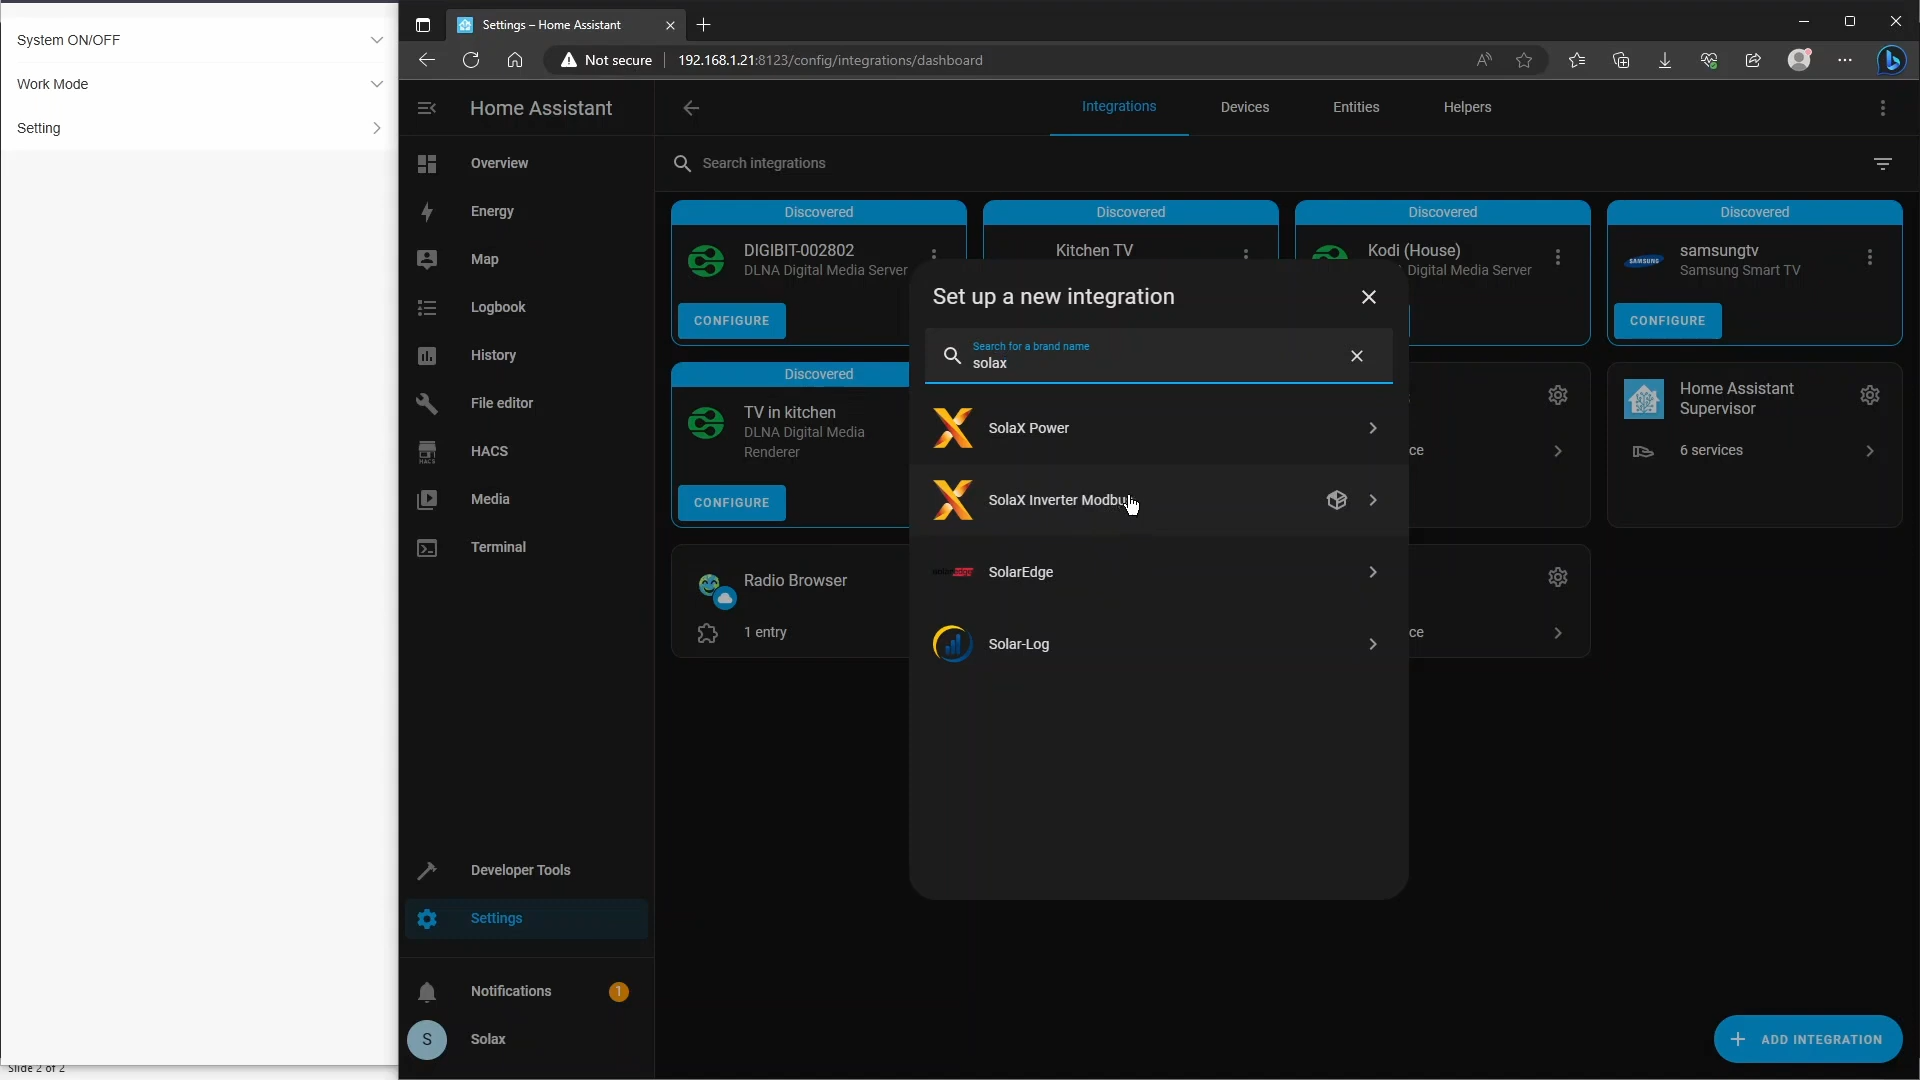 System ON/OFF
Work Mode
Setting
Slide 2 of 2
Settings – Home Assistant
Not secure
192.168.1.21:8123/config/integrations/dashboard
Home Assistant
Overview
Energy
Map
Logbook
History
File editor
HACS
HACS
Media
Terminal
Developer Tools
Settings
Notifications
1
S
Solax
Integrations
Devices
Entities
Helpers
Search integrations
Discovered
DIGIBIT-002802
DLNA Digital Media Server
CONFIGURE
Discovered
Kitchen TV
Discovered
Kodi (House)
Digital Media Server
Discovered
SAMSUNG
samsungtv
Samsung Smart TV
CONFIGURE
Discovered
TV in kitchen
DLNA Digital Media
Renderer
CONFIGURE
ce
Home Assistant
Supervisor
6 services
Radio Browser
1 entry
ce
Set up a new integration
Search for a brand name
solax
SolaX Power
SolaX Inverter Modbu
solaredge
SolarEdge
Solar-Log
ADD INTEGRATION